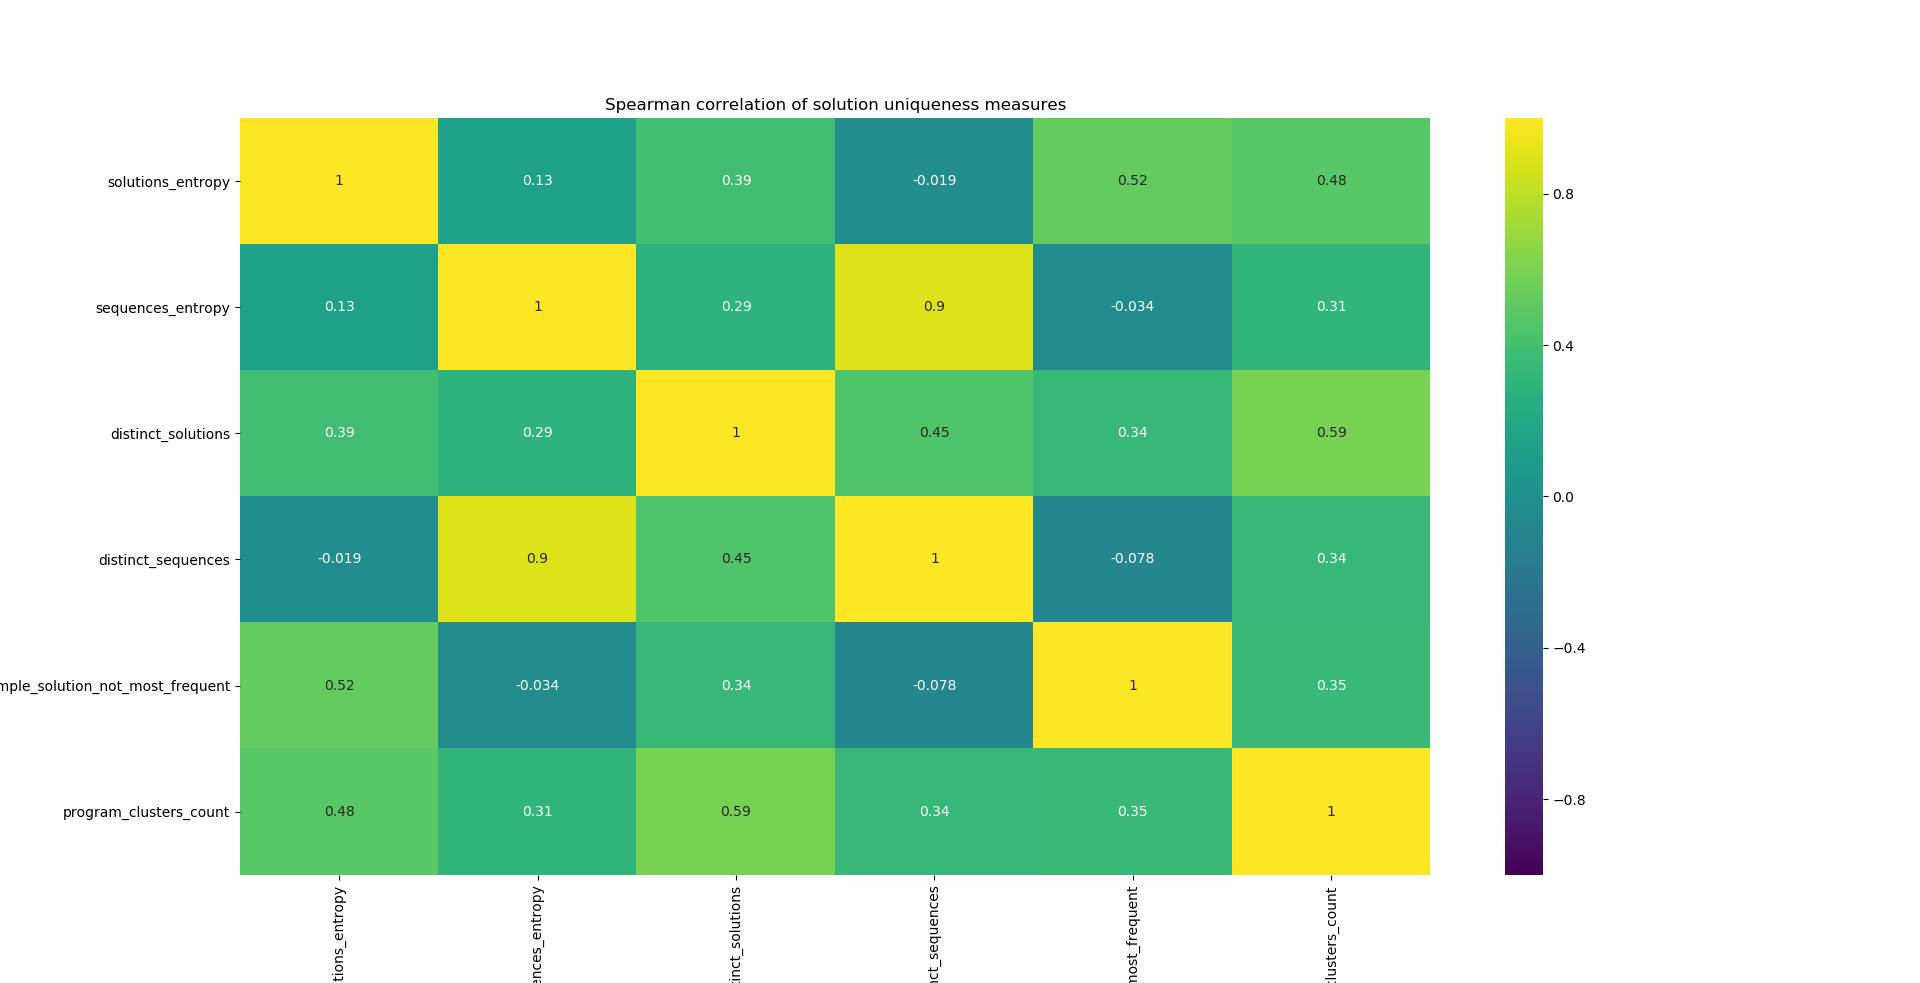 Spearman correlation of solution uniqueness measures
solutions_entropy 1 0.13 0.39 -0.019 0.52 0.48
0.8
sequences_entropy 0.13 1 0.29 0.9 -0.034 0.31
0.4
distinct_solutions 0.39 0.29 1 0.45 0.34 0.59
0.0
distinct_sequences -0.019 0.9 0.45 1 -0.078 0.34
−0.4
mple_solution_not_most_frequent 0.52 -0.034 0.34 -0.078 1 0.35
−0.8
program_clusters_count 0.48 0.31 0.59 0.34 0.35 1
tions_entropy
ences_entropy
tinct_solutions
nct_sequences
most_frequent
clusters_count